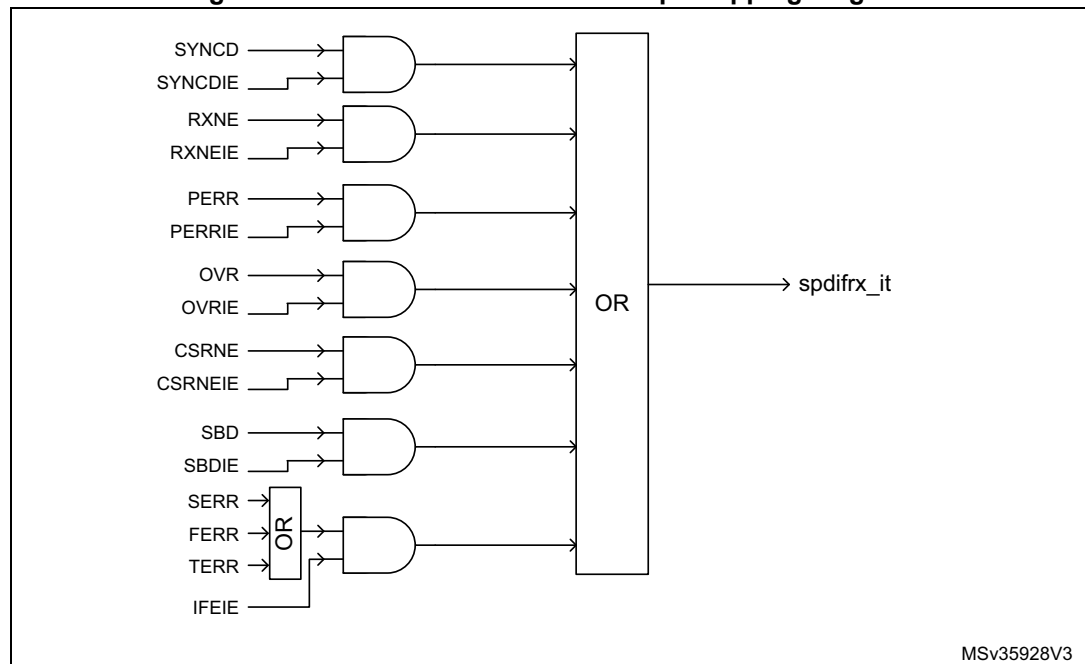 SYNCD
SYNCDIE
RXNE
RXNEIE
PERR
PERRIE
OVR
OVRIE
OR
spdifrx_it
CSRNE
CSRNEIE
SBD
SBDIE
SERR
FERR
OR
TERR
IFEIE
MSv35928V3